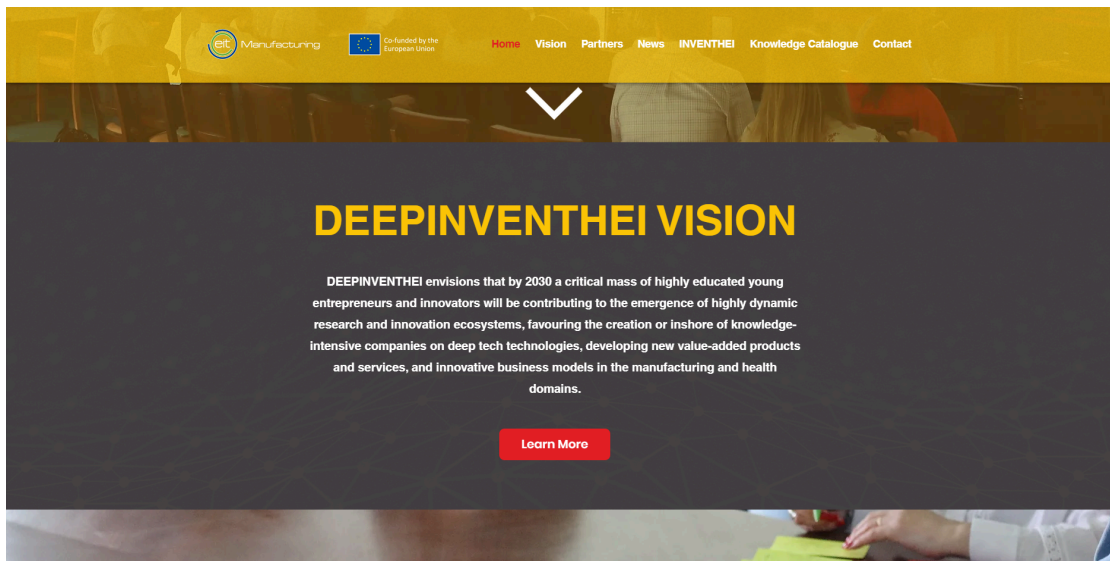 eit Manufacturing
Co-funded by the
European Union
Home Vision Partners News INVENTHEI Knowledge Catalogue Contact
DEEPINVENTHEI VISION
DEEPINVENTHEI envisions that by 2030 a critical mass of highly educated young
entrepreneurs and innovators will be contributing to the emergence of highly dynamic
research and innovation ecosystems, favouring the creation or inshore of knowledge-
intensive companies on deep tech technologies, developing new value-added products
and services, and innovative business models in the manufacturing and health
domains.
Learn More